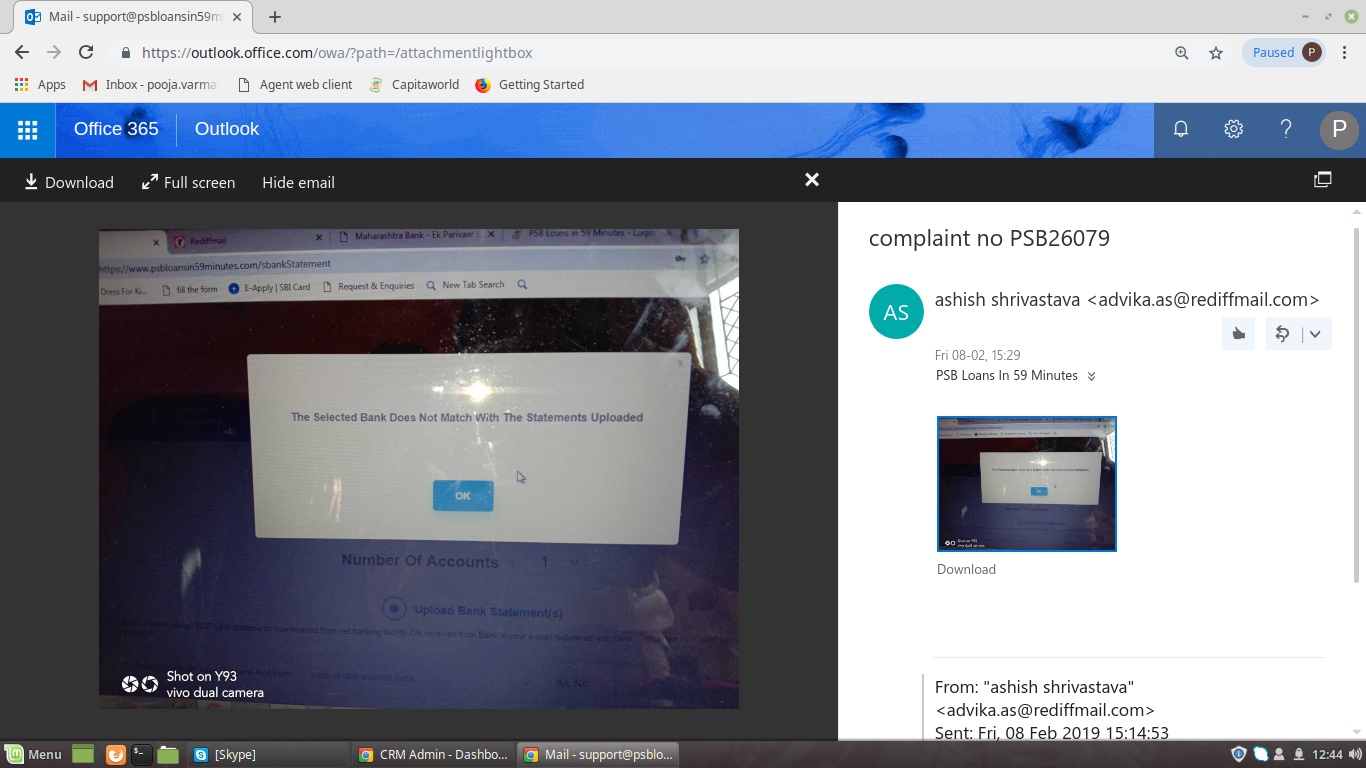 Mail - support@psbloansin59m
https://outlook.office.com/owa/?path=/attachmentlightbox
Paused P
Apps Inbox - pooja.varma Agent web client Capitaworld Getting Started
Office 365 Outlook
P
Download Full screen Hide email
complaint no PSB26079
AS
ashish shrivastava <advika.as@rediffmail.com>
Fri 08-02, 15:29
PSB Loans In 59 Minutes
Download
From: "ashish shrivastava"
<advika.as@rediffmail.com>
Sent: Fri, 08 Feb 2019 15:14:53
Rediffmail Maharashtra Bank - Ek Parivaar PSB Loans in 59 Minutes - Login
https://www.psbloansin59minutes.com/sbankStatement
Dress For Ki... fill the form E-Apply | SBI Card Request & Enquiries New Tab Search
x
The Selected Bank Does Not Match With The Statements Uploaded
OK
Number Of Accounts 1
Upload Bank Statement(s)
A/c No
Shot on Y93
vivo dual camera
Menu [Skype] CRM Admin - Dashbo... Mail - support@psblo... 12:44